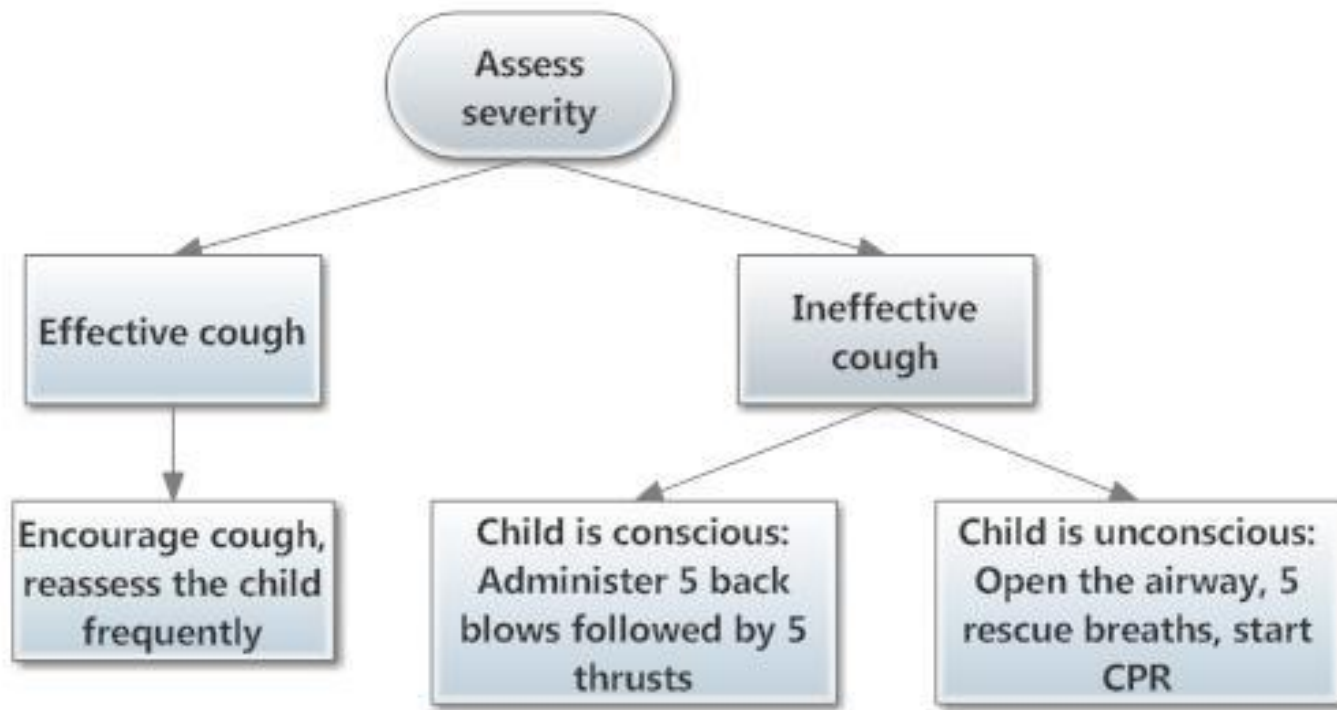 Assess
severity
Effective cough
Ineffective
cough
Encourage cough,
reassess the child
frequently
Child is conscious:
Administer 5 back
blows followed by 5
thrusts
Child is unconscious:
Open the airway, 5
rescue breaths, start
CPR